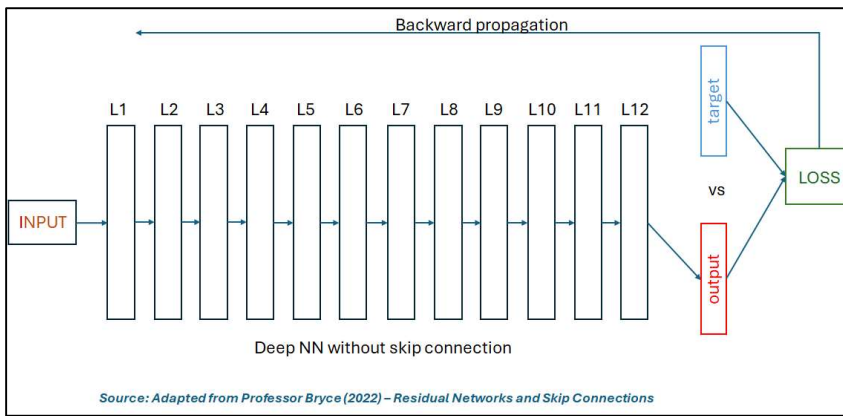 Backward propagation
target
L1 L2 L3 L4 L5 L6 L7 L8 L9 L10 L11 L12
LOSS
vs
INPUT
output
Deep NN without skip connection
Source: Adapted from Professor Bryce (2022) – Residual Networks and Skip Connections